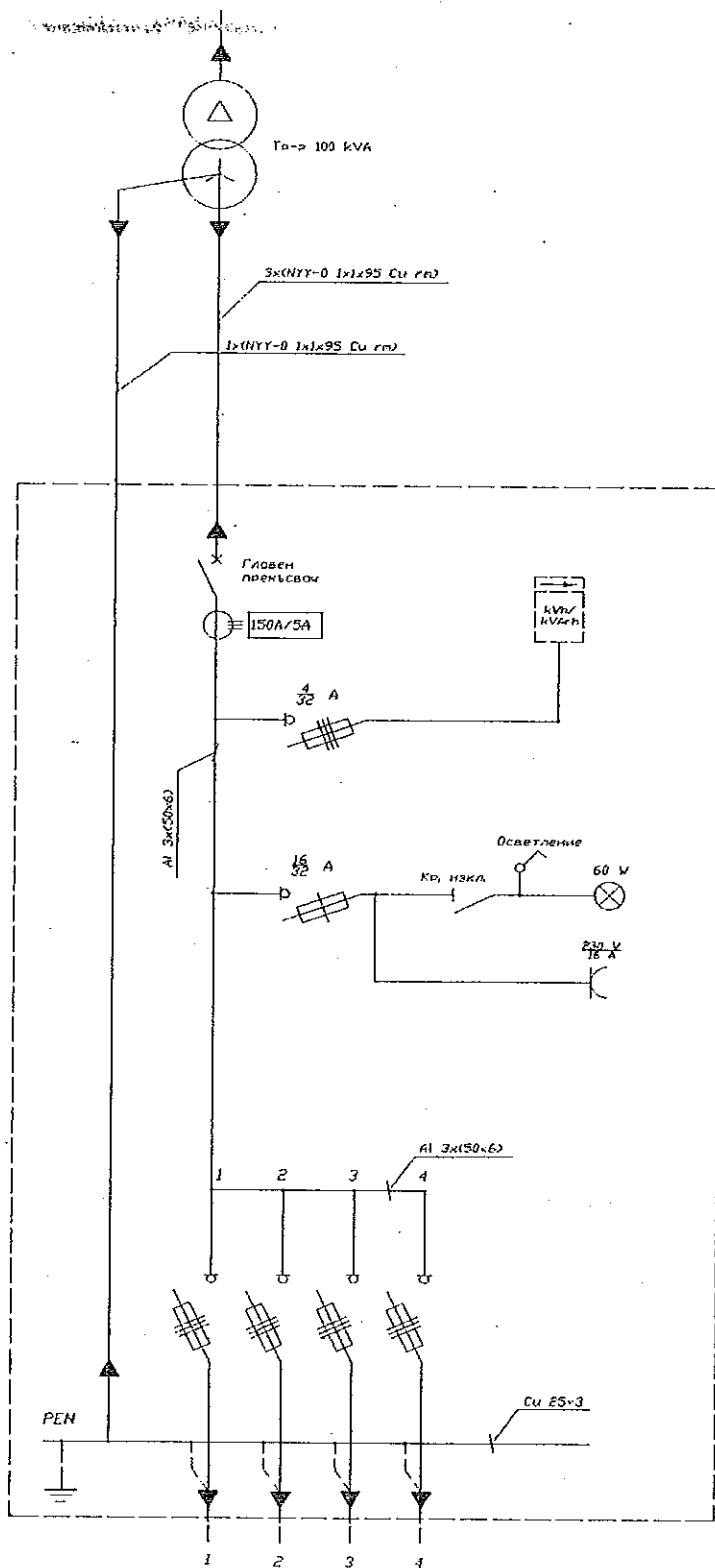 Тр-р 100 kVA
3x(NYY-0 1x1x95 Cu rm)
1x(NYY-0 1x1x95 Cu rm)
Главен
прекъсвач
150A/5A
kWh/
kVArh
4
32 A
Al 3x(50x6)
Осветление
16
32 A
Кр. изкл.
60 W
230 V
16 A
Al 3x(50x6)
1 2 3 4
PEN
Cu 25x3
1 2 3 4